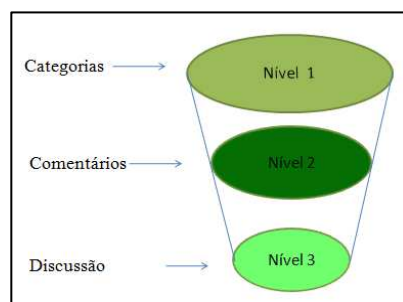 Categorias
Nível 1
Comentários
Nível 2
Discussão
Nível 3